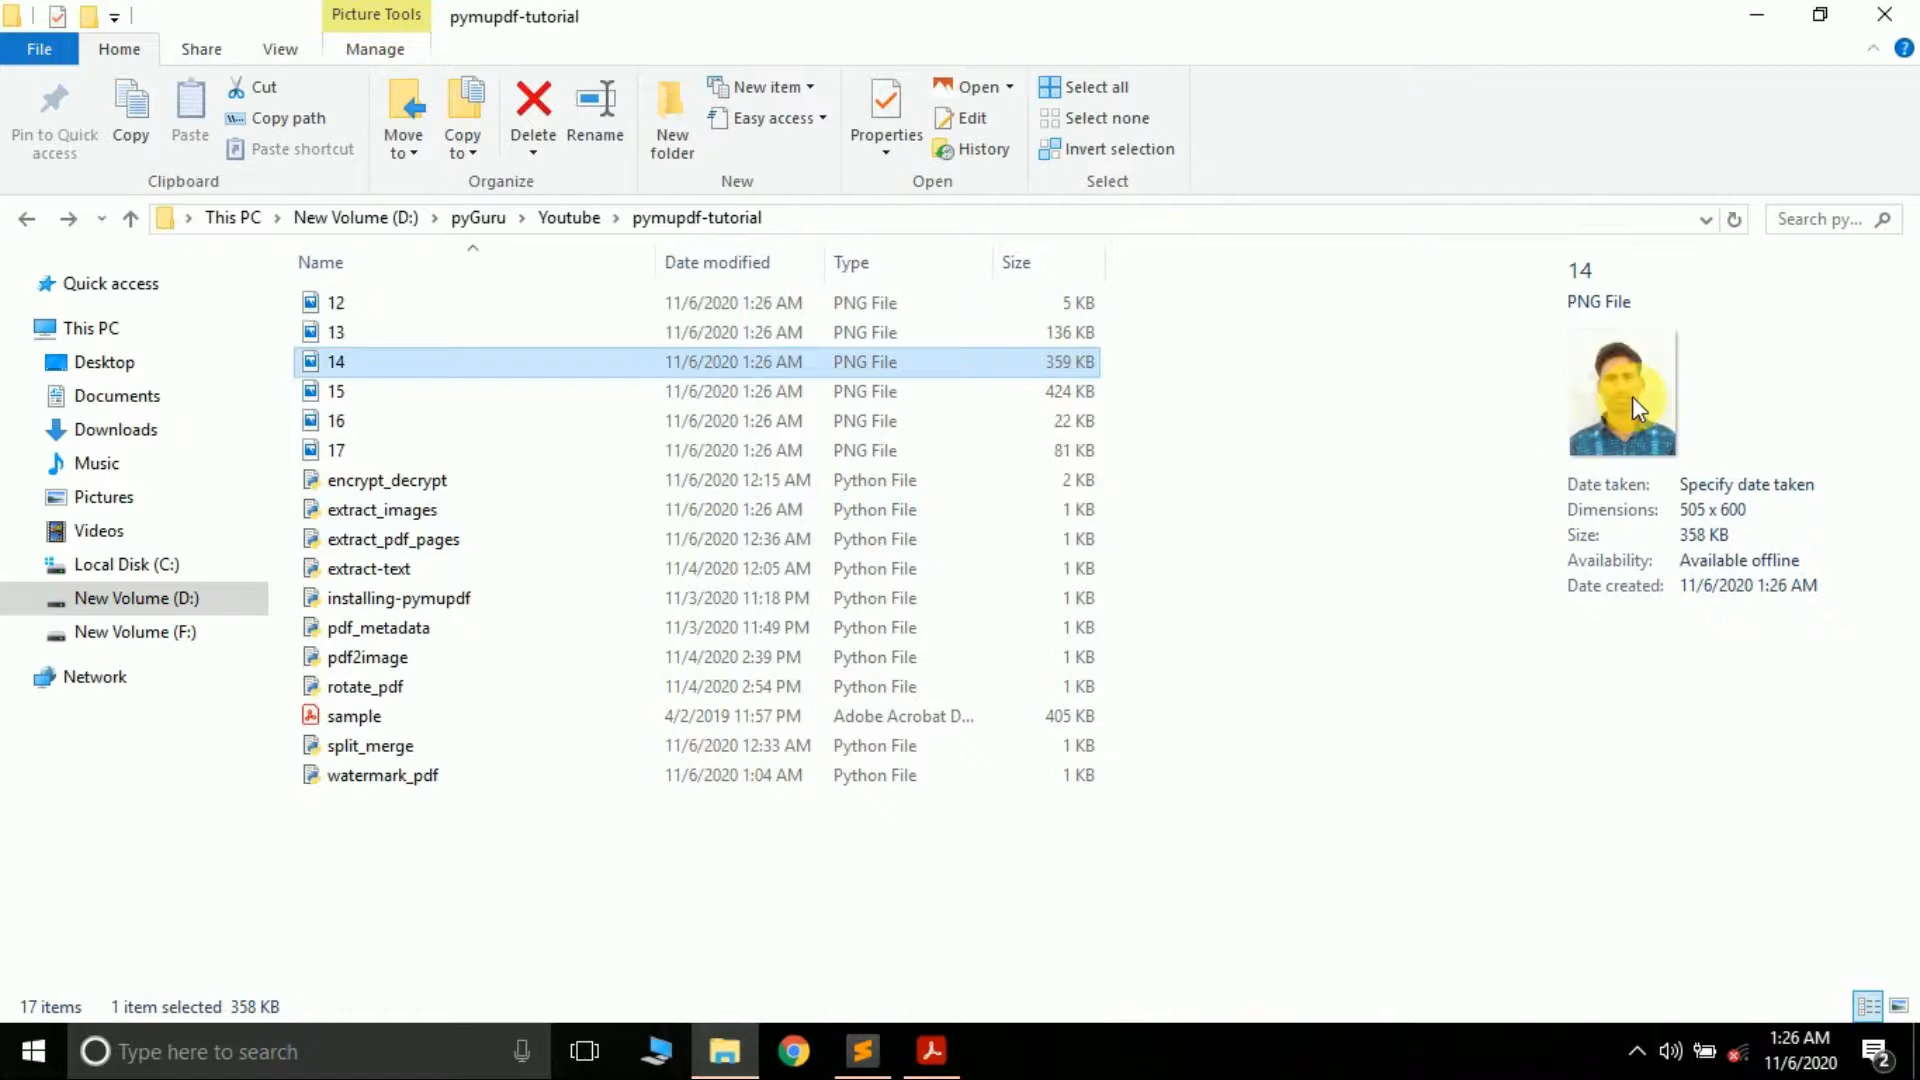 Picture Tools pymupdf-tutorial
File Home Share View Manage
Pin to Quick access
Copy
Paste
Cut
Copy path
Paste shortcut
Clipboard
Move to
Copy to
Delete
Rename
Organize
New folder
New item
Easy access
New
Properties
Open
Edit
History
Open
Select all
Select none
Invert selection
Select
This PC New Volume (D:) pyGuru Youtube pymupdf-tutorial
Search py...
Quick access
This PC
Desktop
Documents
Downloads
Music
Pictures
Videos
Local Disk (C:)
New Volume (D:)
New Volume (F:)
Network
Name Date modified Type Size
12 11/6/2020 1:26 AM PNG File 5 KB
13 11/6/2020 1:26 AM PNG File 136 KB
14 11/6/2020 1:26 AM PNG File 359 KB
15 11/6/2020 1:26 AM PNG File 424 KB
16 11/6/2020 1:26 AM PNG File 22 KB
17 11/6/2020 1:26 AM PNG File 81 KB
encrypt_decrypt 11/6/2020 12:15 AM Python File 2 KB
extract_images 11/6/2020 1:26 AM Python File 1 KB
extract_pdf_pages 11/6/2020 12:36 AM Python File 1 KB
extract-text 11/4/2020 12:05 AM Python File 1 KB
installing-pymupdf 11/3/2020 11:18 PM Python File 1 KB
pdf_metadata 11/3/2020 11:49 PM Python File 1 KB
pdf2image 11/4/2020 2:39 PM Python File 1 KB
rotate_pdf 11/4/2020 2:54 PM Python File 1 KB
sample 4/2/2019 11:57 PM Adobe Acrobat D... 405 KB
split_merge 11/6/2020 12:33 AM Python File 1 KB
watermark_pdf 11/6/2020 1:04 AM Python File 1 KB
14
PNG File
Date taken: Specify date taken
Dimensions: 505 x 600
Size: 358 KB
Availability: Available offline
Date created: 11/6/2020 1:26 AM
17 items 1 item selected 358 KB
Type here to search
1:26 AM
11/6/2020
2